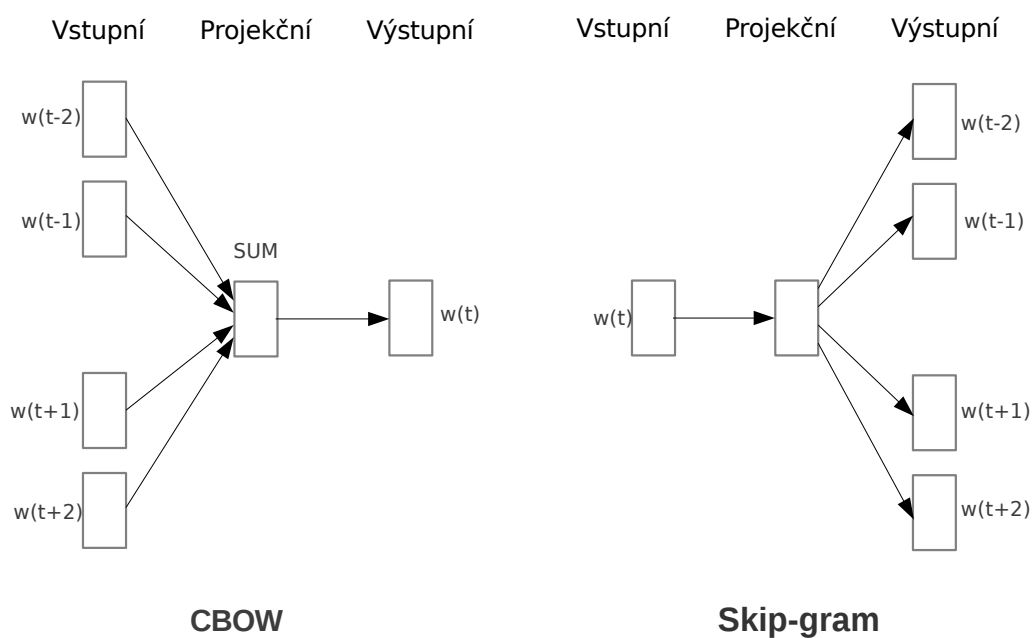 Vstupní Projekční Výstupní
w(t-2)
w(t-1)
SUM
w(t)
w(t+1)
w(t+2)
CBOW
Vstupní Projekční Výstupní
w(t-2)
w(t-1)
w(t)
w(t+1)
w(t+2)
Skip-gram